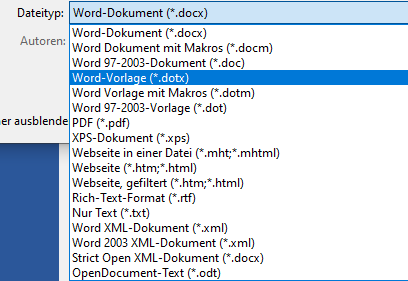 Dateityp: Word-Dokument (*.docx)
Autoren: Word-Dokument (*.docx)
Word Dokument mit Makros (*.docm)
Word 97-2003-Dokument (*.doc)
Word-Vorlage (*.dotx)
Word Vorlage mit Makros (*.dotm)
Word 97-2003-Vorlage (*.dot)
ner ausblende PDF (*.pdf)
XPS-Dokument (*.xps)
Webseite in einer Datei (*.mht;*.mhtml)
Webseite (*.htm;*.html)
Webseite, gefiltert (*.htm;*.html)
Rich-Text-Format (*.rtf)
Nur Text (*.txt)
Word XML-Dokument (*.xml)
Word 2003 XML-Dokument (*.xml)
Strict Open XML-Dokument (*.docx)
OpenDocument-Text (*.odt)